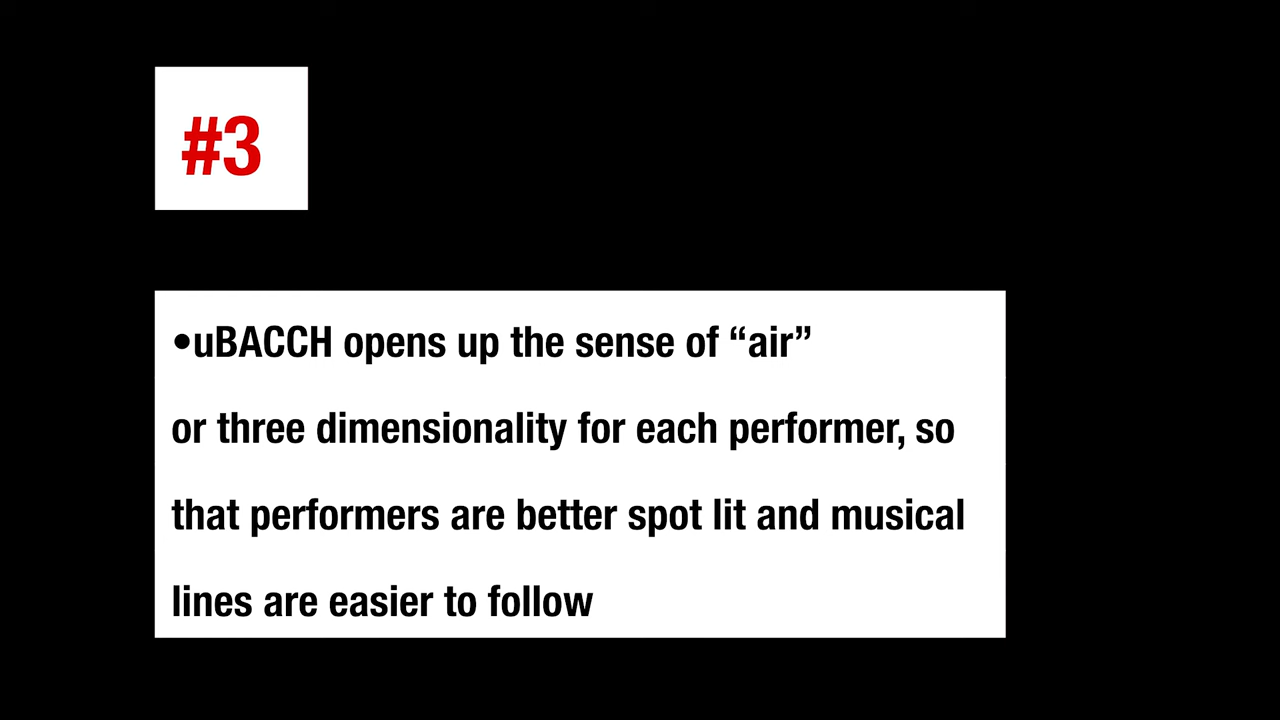 #3
•uBACCH opens up the sense of “air”
or three dimensionality for each performer, so
that performers are better spot lit and musical
lines are easier to follow